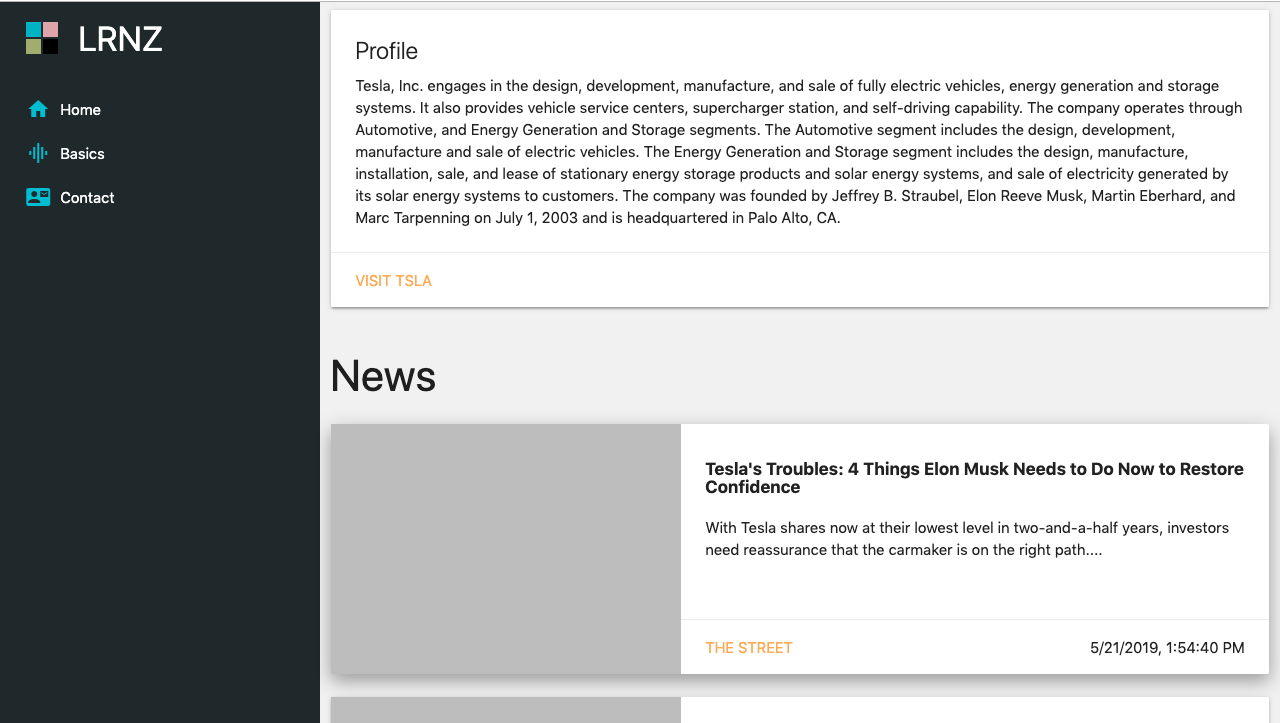 LRNZ
Home
Basics
Contact
Profile
Tesla, Inc. engages in the design, development, manufacture, and sale of fully electric vehicles, energy generation and storage
systems. It also provides vehicle service centers, supercharger station, and self-driving capability. The company operates through
Automotive, and Energy Generation and Storage segments. The Automotive segment includes the design, development,
manufacture and sale of electric vehicles. The Energy Generation and Storage segment includes the design, manufacture,
installation, sale, and lease of stationary energy storage products and solar energy systems, and sale of electricity generated by
its solar energy systems to customers. The company was founded by Jeffrey B. Straubel, Elon Reeve Musk, Martin Eberhard, and
Marc Tarpenning on July 1, 2003 and is headquartered in Palo Alto, CA.
VISIT TSLA
News
Tesla's Troubles: 4 Things Elon Musk Needs to Do Now to Restore
Confidence
With Tesla shares now at their lowest level in two-and-a-half years, investors
need reassurance that the carmaker is on the right path....
THE STREET
5/21/2019, 1:54:40 PM